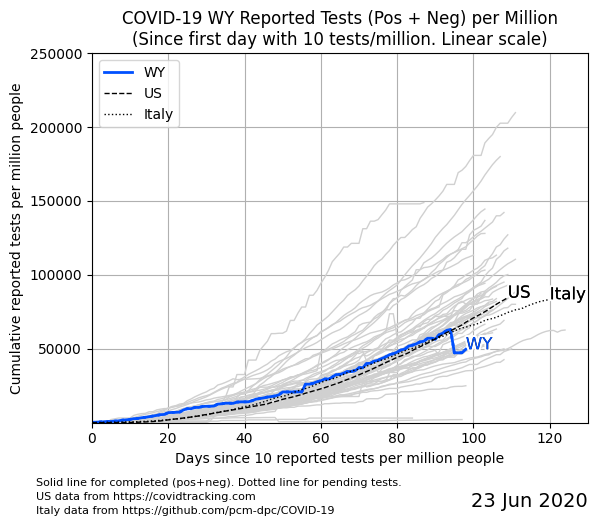 COVID-19 WY Reported Tests (Pos + Neg) per Million
(Since first day with 10 tests/million. Linear scale)
250000
200000
150000
100000
50000
Cumulative reported tests per million people
WY
US
Italy
US
Italy
WY
0
20
40
60
80
100
120
Days since 10 reported tests per million people
Solid line for completed (pos+neg). Dotted line for pending tests.
US data from https://covidtracking.com
Italy data from https://github.com/pcm-dpc/COVID-19
23 Jun 2020